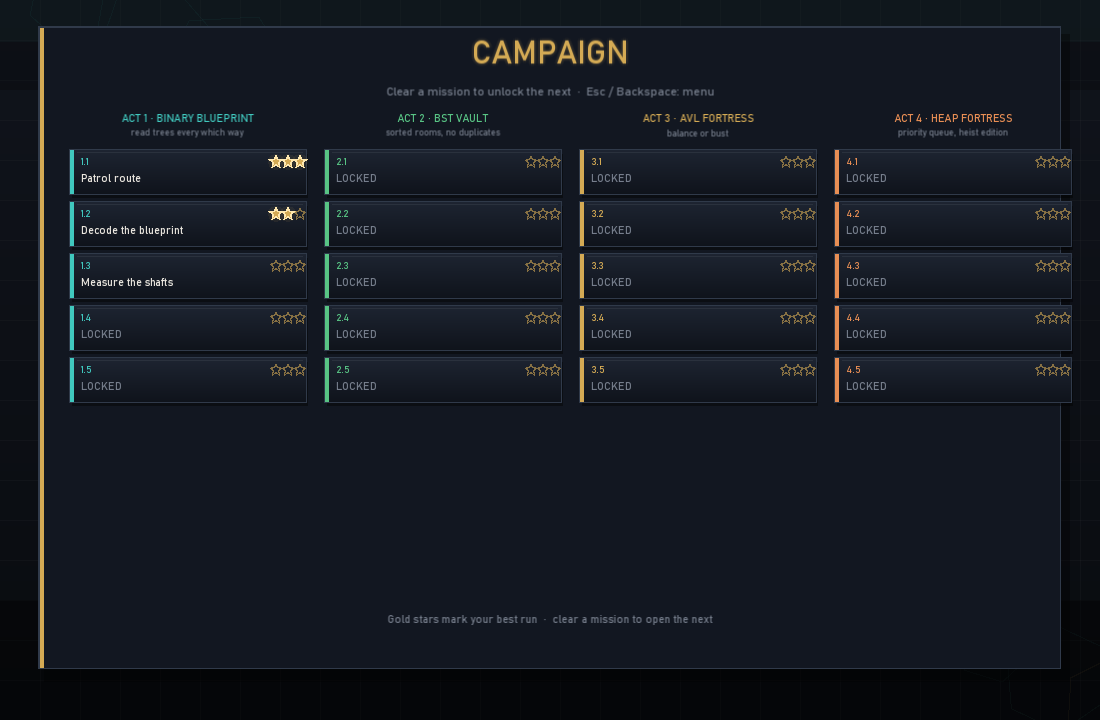 CAMPAIGN
Clear a mission to unlock the next · Esc / Backspace: menu
ACT 1 · BINARY BLUEPRINT
read trees every which way
1.1
Patrol route
1.2
Decode the blueprint
1.3
Measure the shafts
1.4
LOCKED
1.5
LOCKED
ACT 2 · BST VAULT
sorted rooms, no duplicates
2.1
LOCKED
2.2
LOCKED
2.3
LOCKED
2.4
LOCKED
2.5
LOCKED
ACT 3 · AVL FORTRESS
balance or bust
3.1
LOCKED
3.2
LOCKED
3.3
LOCKED
3.4
LOCKED
3.5
LOCKED
ACT 4 · HEAP FORTRESS
priority queue, heist edition
4.1
LOCKED
4.2
LOCKED
4.3
LOCKED
4.4
LOCKED
4.5
LOCKED
Gold stars mark your best run · clear a mission to open the next